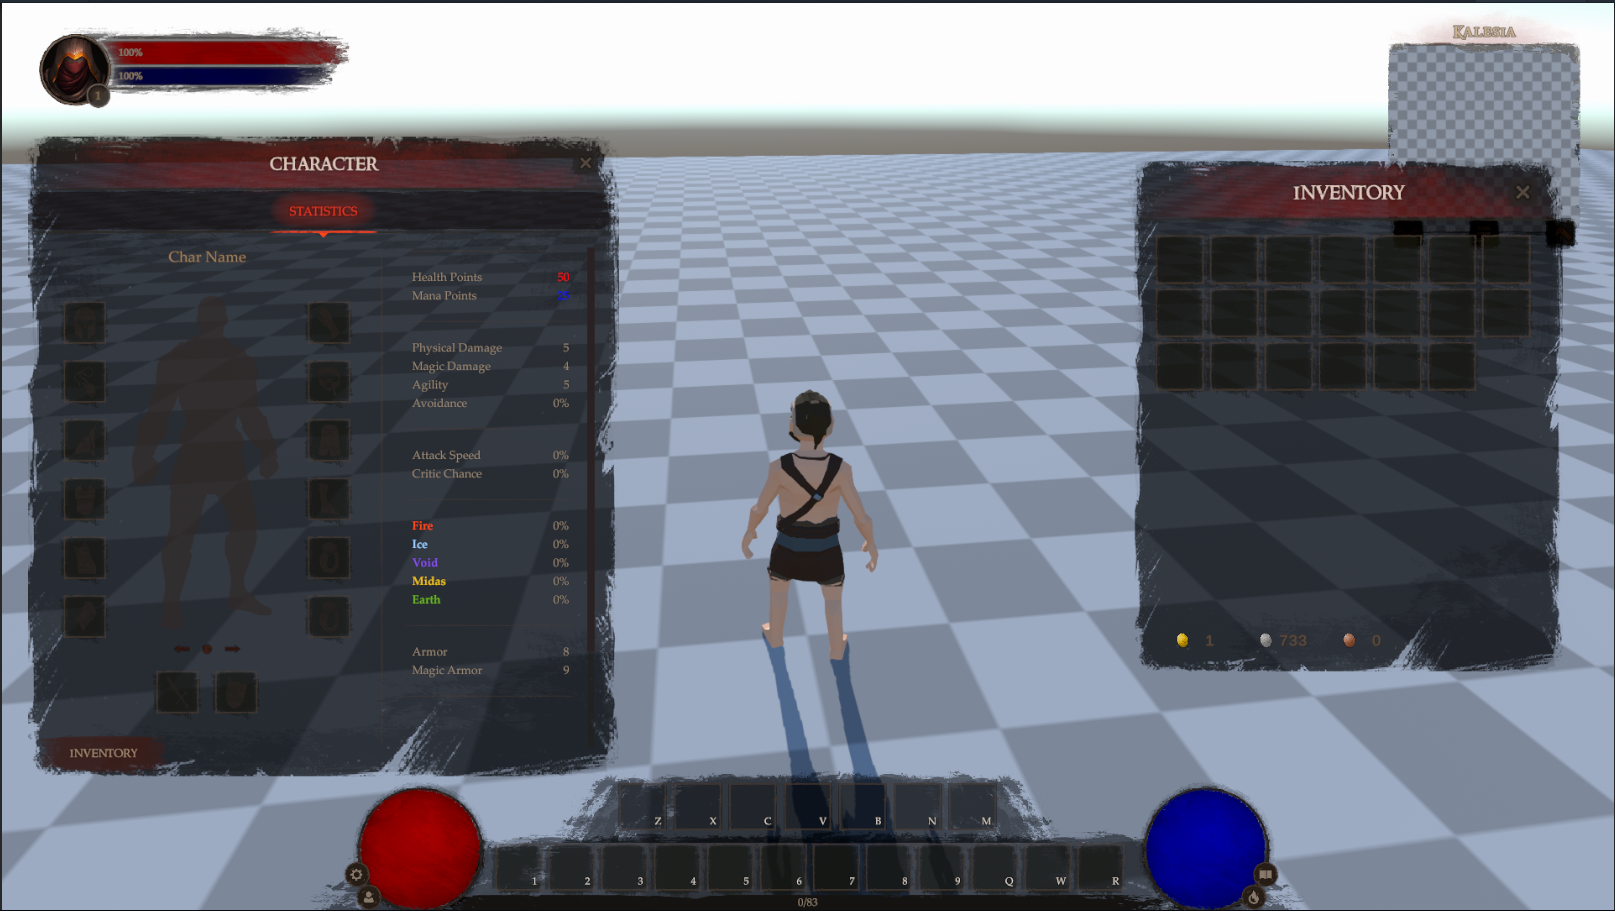 KALESIA
100%
100%
1
CHARACTER
STATISTICS
Char Name
Health Points 50
Mana Points 25
Physical Damage 5
Magic Damage 4
Agility 5
Avoidance 0%
Attack Speed 0%
Critic Chance 0%
Fire 0%
Ice 0%
Void 0%
Midas 0%
Earth 0%
Armor 8
Magic Armor 9
INVENTORY
INVENTORY
1 733 0
Z X C V B N M
1 2 3 4 5 6 7 8 9 Q W R
0/83